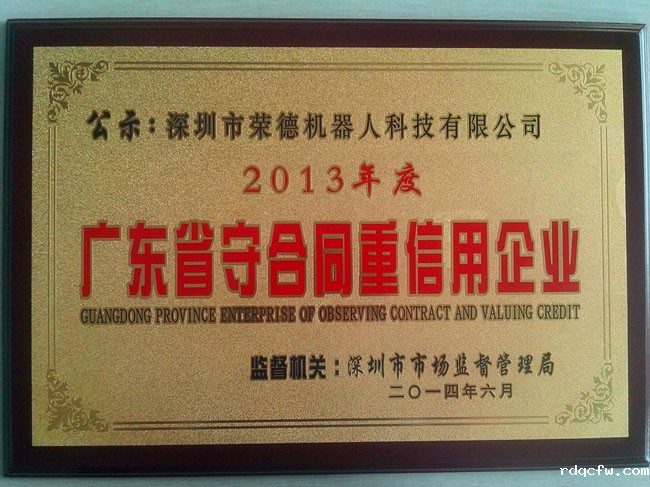 公示：深圳市荣德机器人科技有限公司
2013年度
广东省守合同重信用企业
GUANGDONG PROVINCE ENTERPRISE OF OBSERVING CONTRACT AND VALUING CREDIT
监督机关：深圳市市场监督管理局
二〇一四年六月
rdqcfw.com